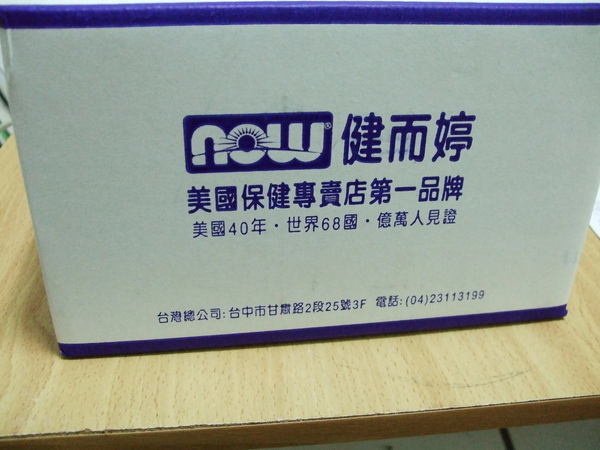 now® 健而婷
美國保健專賣店第一品牌
美國40年·世界68國·億萬人見證
台灣總公司:台中市甘肅路2段25號3F 電話:(04)23113199